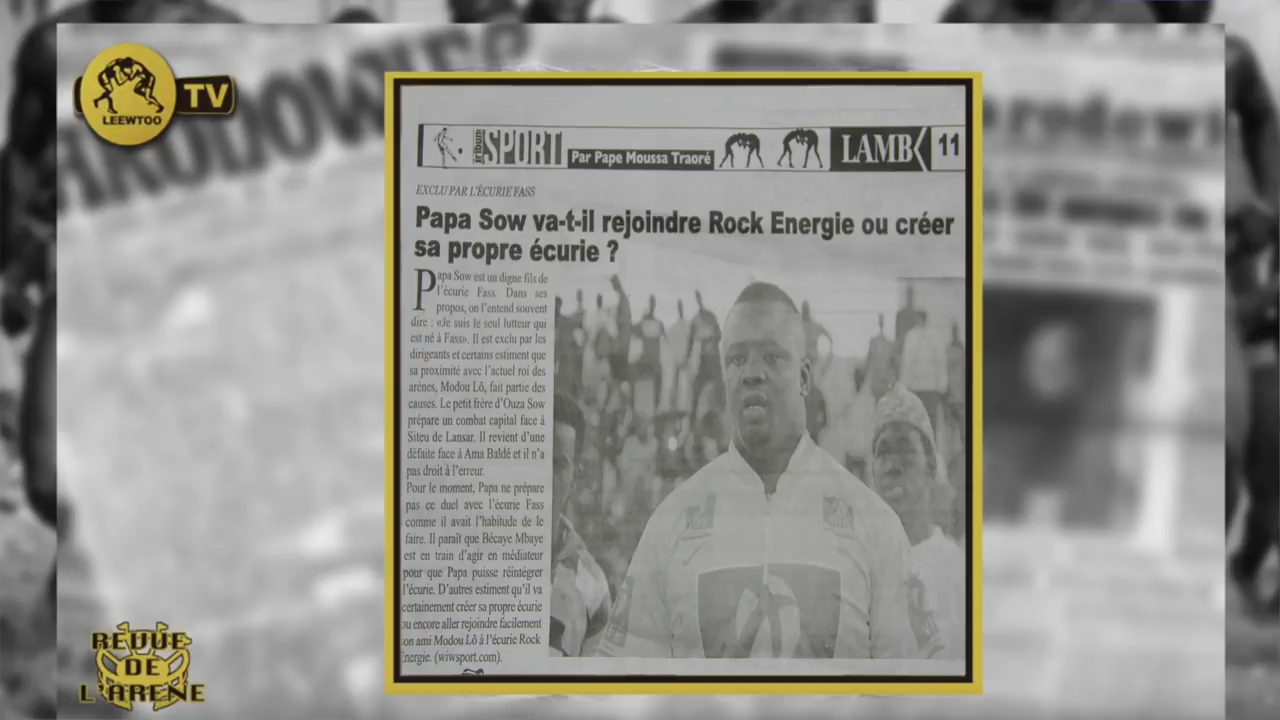 LEEWTOO
TV
tribune
SPORT
Par Pape Moussa Traoré
LAMB
11
EXCLU PAR L'ÉCURIE FASS
Papa Sow va-t-il rejoindre Rock Energie ou créer
sa propre écurie ?
Papa Sow est un digne fils de
l'écurie Fass. Dans ses
propos, on l'entend souvent
dire : «Je suis le seul lutteur qui
est né à Fass». Il est exclu par les
dirigeants et certains estiment que
sa proximité avec l'actuel roi des
arènes, Modou Lô, fait partie des
causes. Le petit frère d'Ouza Sow
prépare un combat capital face à
Siteu de Lansar. Il revient d'une
défaite face à Ama Baldé et il n'a
pas droit à l'erreur.
Pour le moment, Papa ne prépare
pas ce duel avec l'écurie Fass
comme il avait l'habitude de le
faire. Il paraît que Bécaye Mbaye
est en train d'agir en médiateur
pour que Papa puisse réintégrer
l'écurie. D'autres estiment qu'il va
certainement créer sa propre écurie
ou encore aller rejoindre facilement
on ami Modou Lô à l'écurie Rock
Energie. (wiwsport.com).
REVUE
DE
L'ARENE